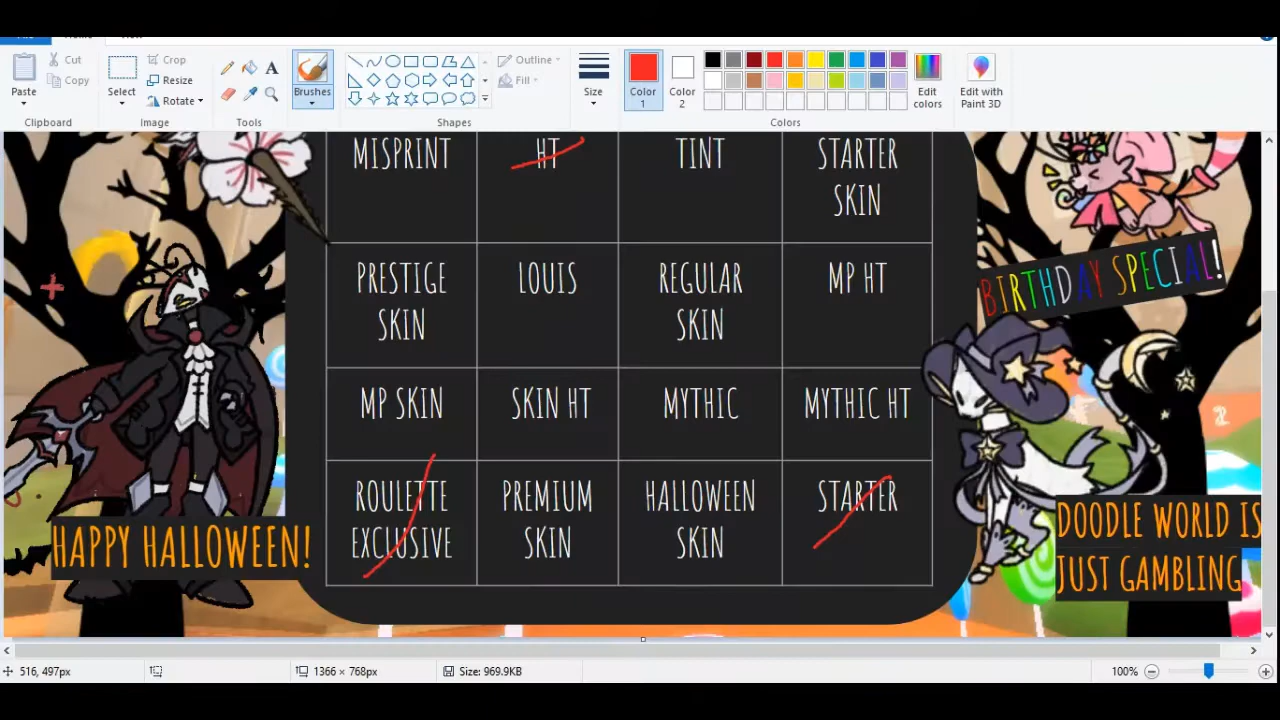 Cut
Copy
Paste
Clipboard
Select
Crop
Resize
Rotate
Image
A
Tools
Brushes
Outline
Fill
Shapes
Size
Color
1
Color
2
Edit
colors
Colors
Edit with
Paint 3D
MISPRINT
HT
TINT
STARTER
SKIN
PRESTIGE
SKIN
LOUIS
REGULAR
SKIN
MP HT
MP SKIN
SKIN HT
MYTHIC
MYTHIC HT
ROULETTE
EXCLUSIVE
PREMIUM
SKIN
HALLOWEEN
SKIN
STARTER
HAPPY HALLOWEEN!
BIRTHDAY SPECIAL!
DOODLE WORLD IS
JUST GAMBLING
516, 497px
1366 × 768px
Size: 969.9KB
100%